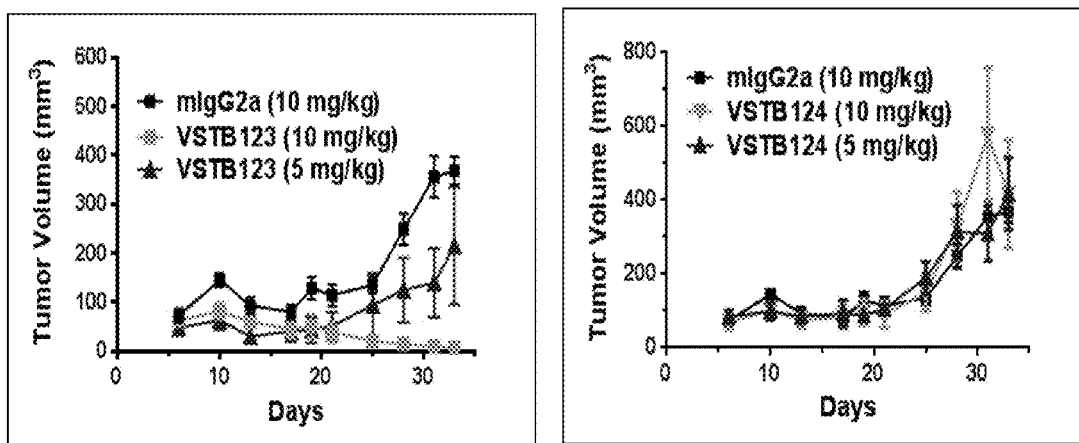 600
500
400
300
200
100
0
Tumor Volume (mm³)
mIgG2a (10 mg/kg)
VSTB123 (10 mg/kg)
VSTB123 (5 mg/kg)
0 10 20 30
Days
800
600
400
200
0
Tumor Volume (mm³)
mIgG2a (10 mg/kg)
VSTB124 (10 mg/kg)
VSTB124 (5 mg/kg)
0 10 20 30
Days